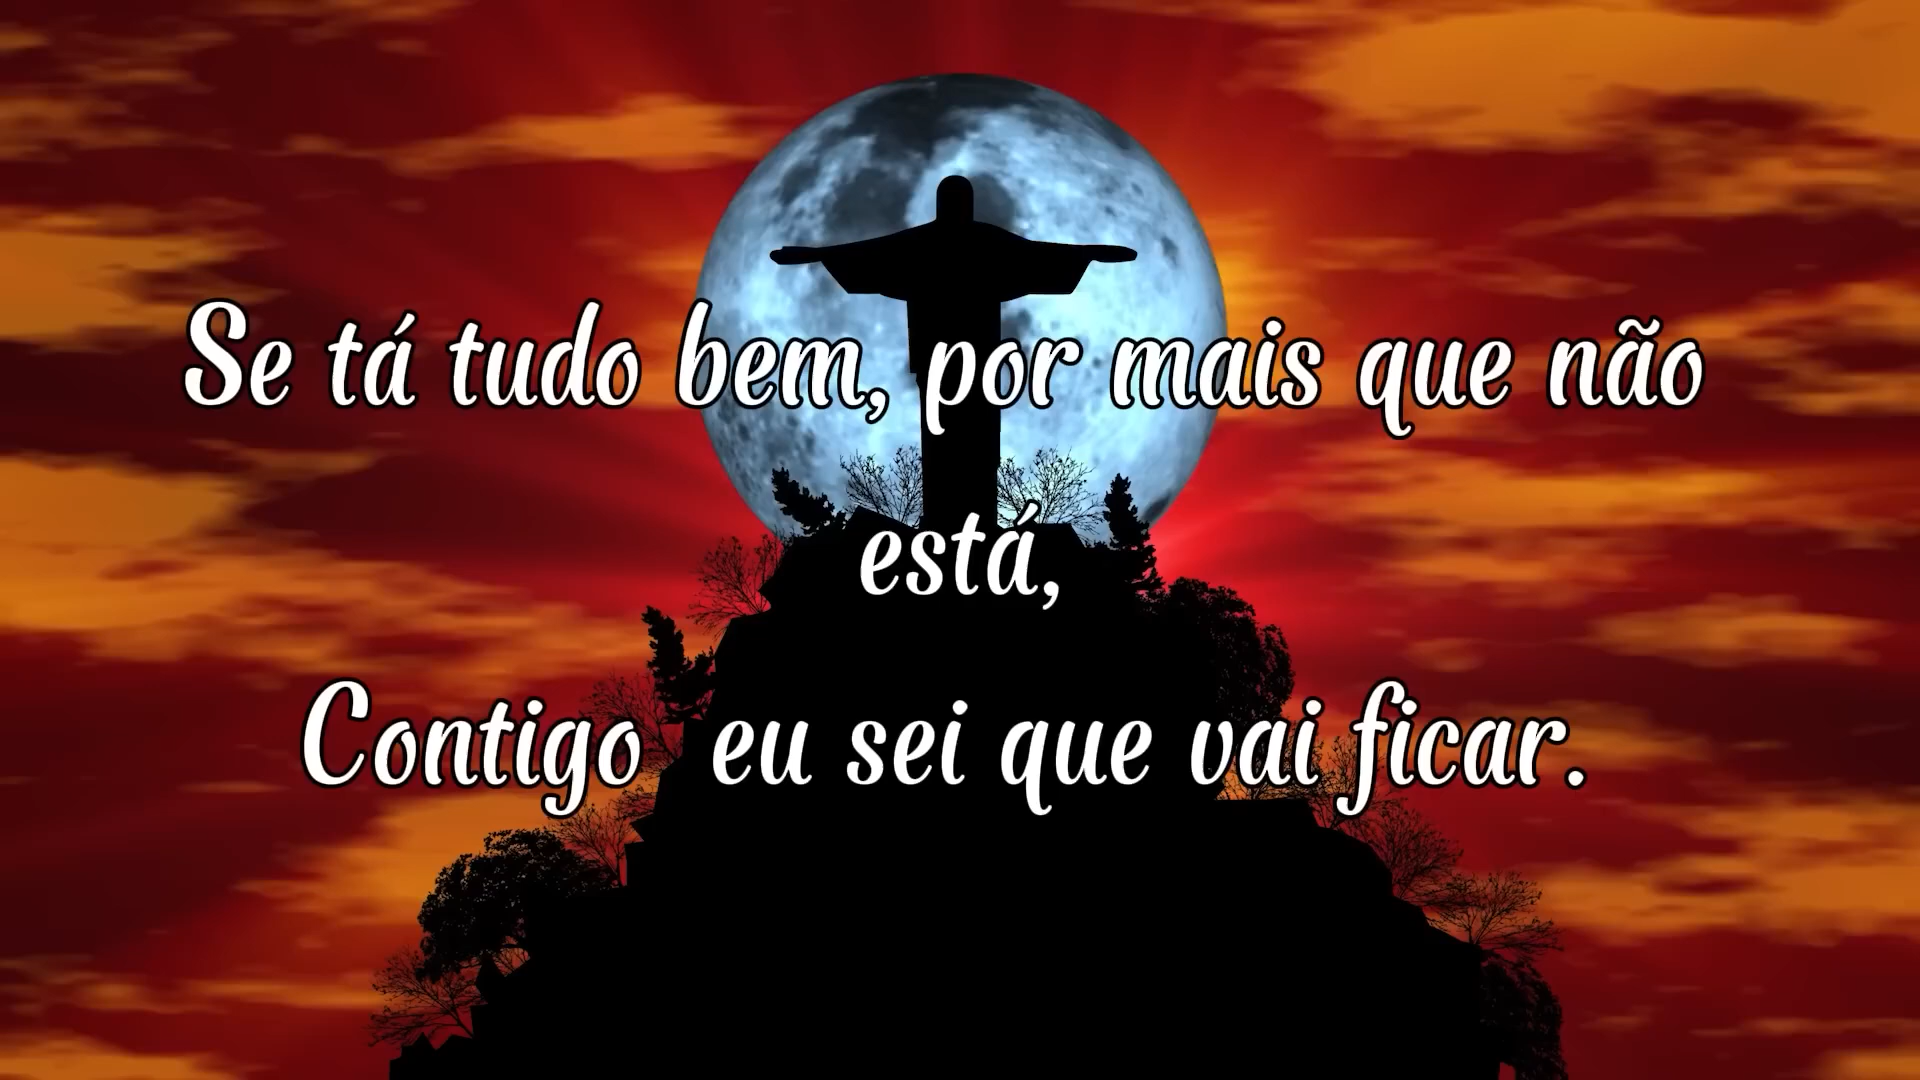 Se tá tudo bem, por mais que não
está,
Contigo  eu sei que vai ficar.